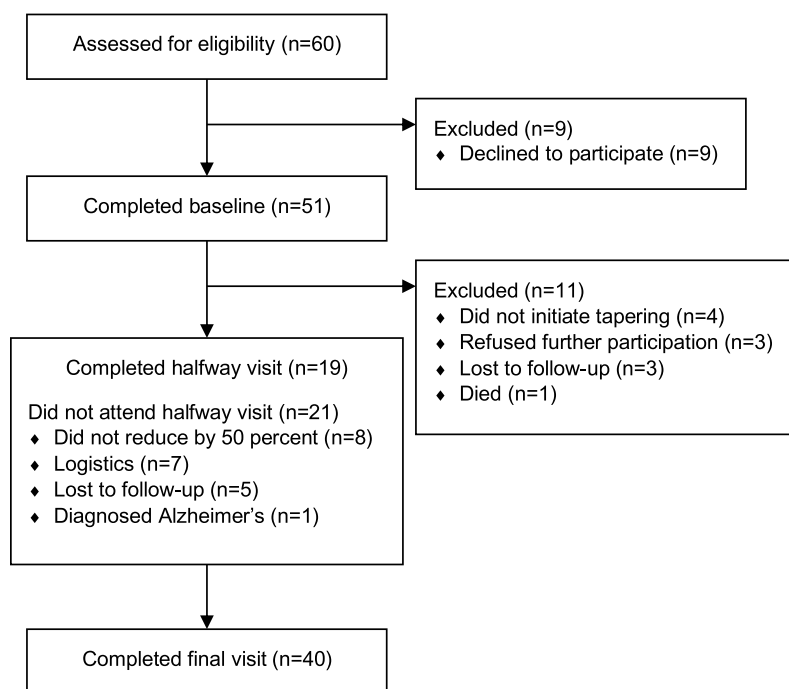 Assessed for eligibility (n=60)
Excluded (n=9)
♦ Declined to participate (n=9)
Completed baseline (n=51)
Excluded (n=11)
♦ Did not initiate tapering (n=4)
♦ Refused further participation (n=3)
♦ Lost to follow-up (n=3)
♦ Died (n=1)
Completed halfway visit (n=19)
Did not attend halfway visit (n=21)
♦ Did not reduce by 50 percent (n=8)
♦ Logistics (n=7)
♦ Lost to follow-up (n=5)
♦ Diagnosed Alzheimer’s (n=1)
Completed final visit (n=40)